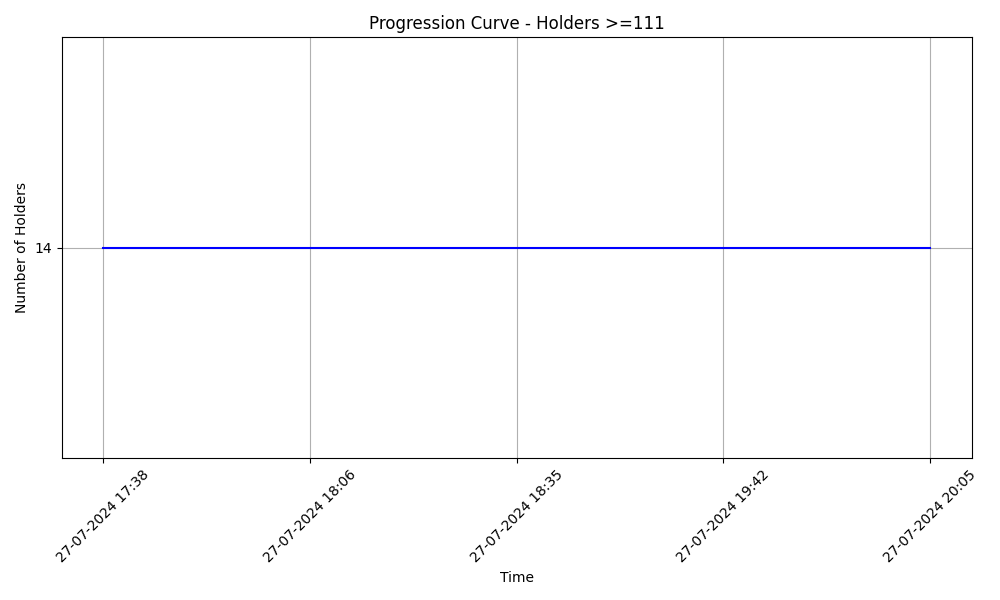 Progression Curve - Holders >=111
Number of Holders
14
27-07-2024 17:38
27-07-2024 18:06
27-07-2024 18:35
27-07-2024 19:42
27-07-2024 20:05
Time